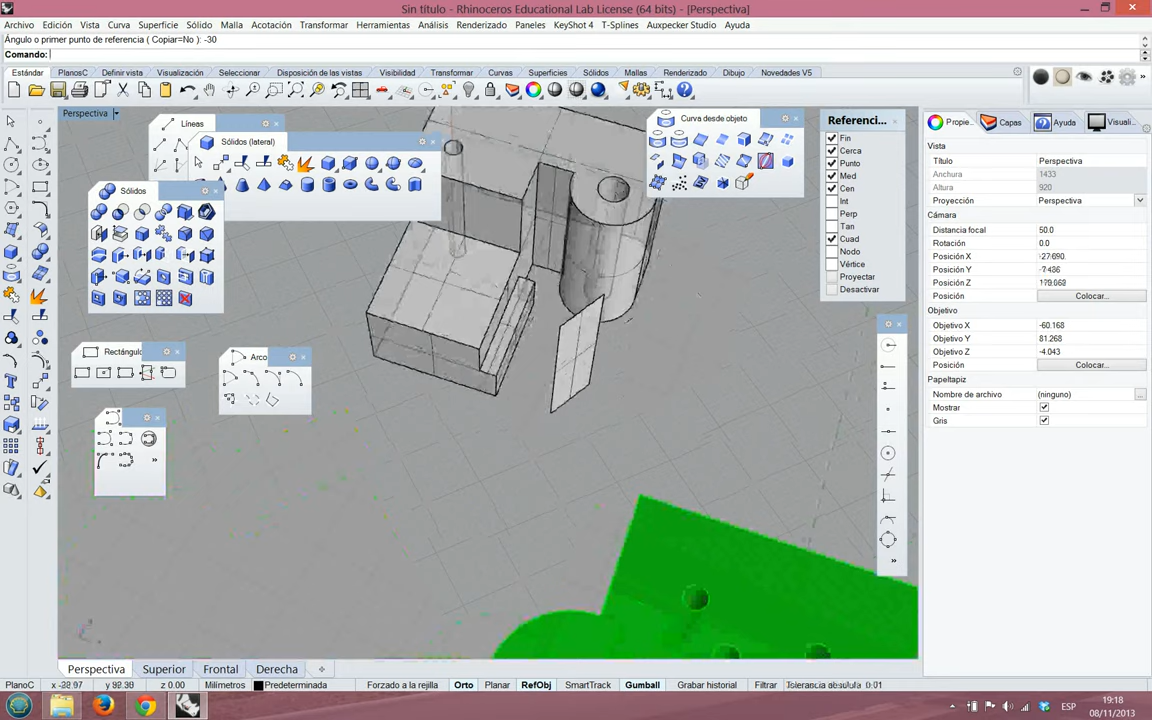 Sin título - Rhinoceros Educational Lab License (64 bits) - [Perspectiva]
Archivo Edición Vista Curva Superficie Sólido Malla Acotación Transformar Herramientas Análisis Renderizado Paneles KeyShot 4 T-Splines Auxpecker Studio Ayuda
Ángulo o primer punto de referencia ( Copiar=No ): -30
Comando:
Estándar PlanosC Definir vista Visualización Seleccionar Disposición de las vistas Visibilidad Transformar Curvas Superficies Sólidos Mallas Renderizado Dibujo Novedades V5
Perspectiva
Líneas
Sólidos (lateral)
Sólidos
Curva desde objeto
Rectángulo
Arco
Referenci...
Fin
Cerca
Punto
Med
Cen
Int
Perp
Tan
Cuad
Nodo
Vértice
Proyectar
Desactivar
Propie... Capas Ayuda Visuali...
Vista
Título Perspectiva
Anchura 1433
Altura 920
Proyección Perspectiva
Cámara
Distancia focal 50.0
Rotación 0.0
Posición X
Posición Y
Posición Z
Posición Colocar...
Objetivo
Objetivo X -60.168
Objetivo Y 81.268
Objetivo Z -4.043
Posición Colocar...
Papeltapiz
Nombre de archivo (ninguno) ...
Mostrar
Gris
Perspectiva Superior Frontal Derecha
PlanoC z 0.00 Milímetros Predeterminada Forzado a la rejilla Orto Planar RefObj SmartTrack Gumball Grabar historial Filtrar Tolerancia absoluta
ESP
19:18
08/11/2013